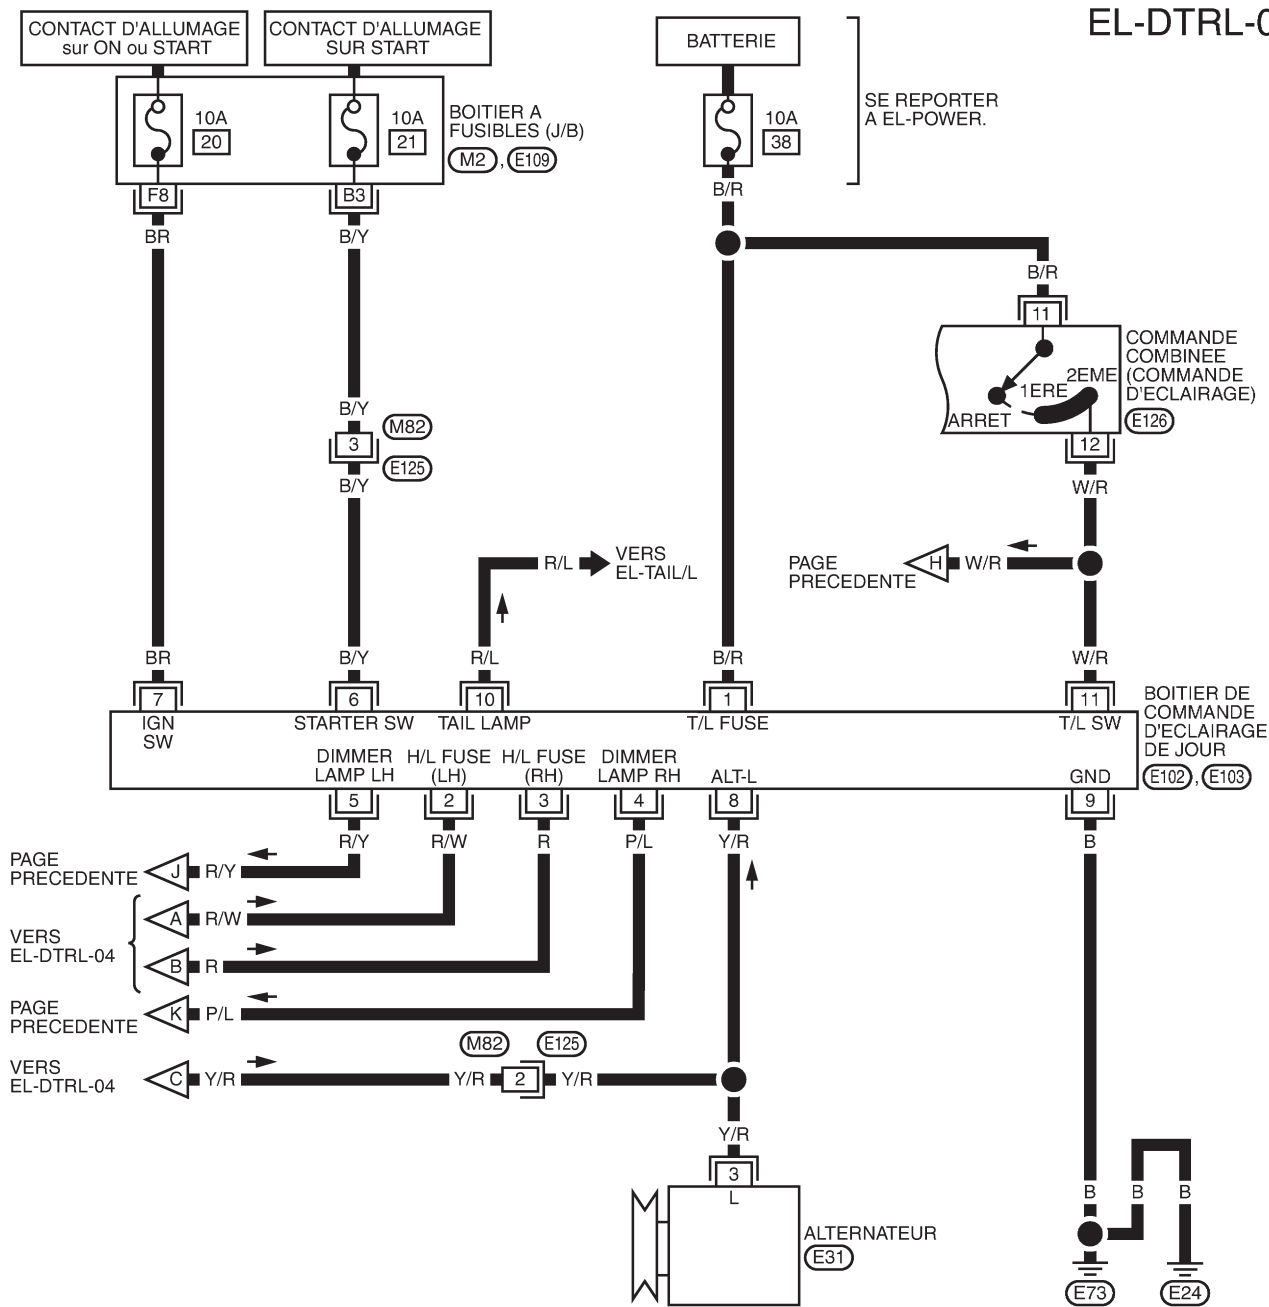 EL-DTRL-0
CONTACT D'ALLUMAGE
sur ON ou START
CONTACT D'ALLUMAGE
SUR START
BATTERIE
SE REPORTER
A EL-POWER.
10A
20
10A
21
BOITIER A
FUSIBLES (J/B)
M2 , E109
10A
38
F8
B3
B/R
BR
B/Y
B/R
11
COMMANDE
COMBINEE
(COMMANDE
D'ECLAIRAGE)
E126
2EME
1ERE
ARRET
B/Y
M82
3
E125
B/Y
12
W/R
R/L
VERS
EL-TAIL/L
PAGE
PRECEDENTE
H
W/R
BR
B/Y
R/L
B/R
W/R
7
6
10
1
11
IGN
SW
STARTER SW
TAIL LAMP
T/L FUSE
T/L SW
BOITIER DE
COMMANDE
D'ECLAIRAGE
DE JOUR
E102 , E103
DIMMER
LAMP LH
H/L FUSE
(LH)
H/L FUSE
(RH)
DIMMER
LAMP RH
ALT-L
GND
5
2
3
4
8
9
R/Y
R/W
R
P/L
Y/R
B
PAGE
PRECEDENTE
J
R/Y
VERS
EL-DTRL-04
A
R/W
B
R
PAGE
PRECEDENTE
K
P/L
M82
E125
VERS
EL-DTRL-04
C
Y/R
Y/R
2
Y/R
Y/R
3
L
ALTERNATEUR
E31
B
B
B
E73
E24